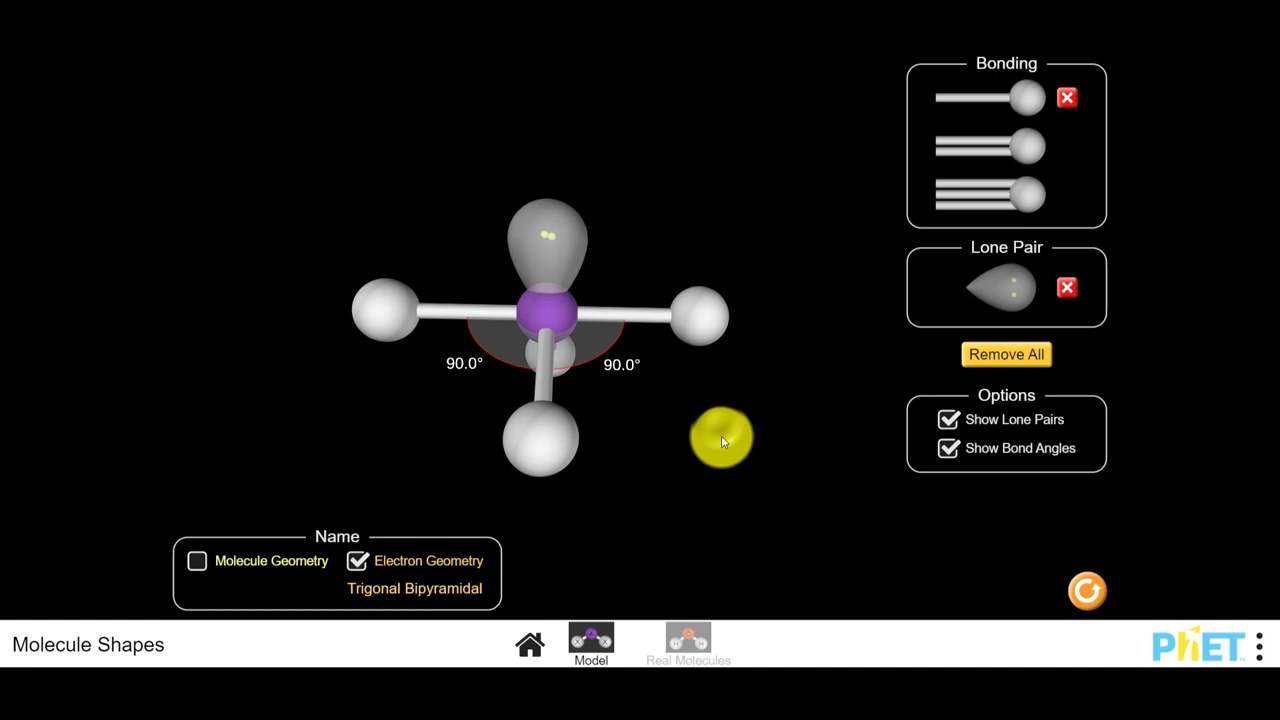 Bonding
Lone Pair
Remove All
Options
Show Lone Pairs
Show Bond Angles
90.0°
90.0°
Name
Molecule Geometry
Electron Geometry
Trigonal Bipyramidal
Molecule Shapes
Model
Real Molecules
PhET